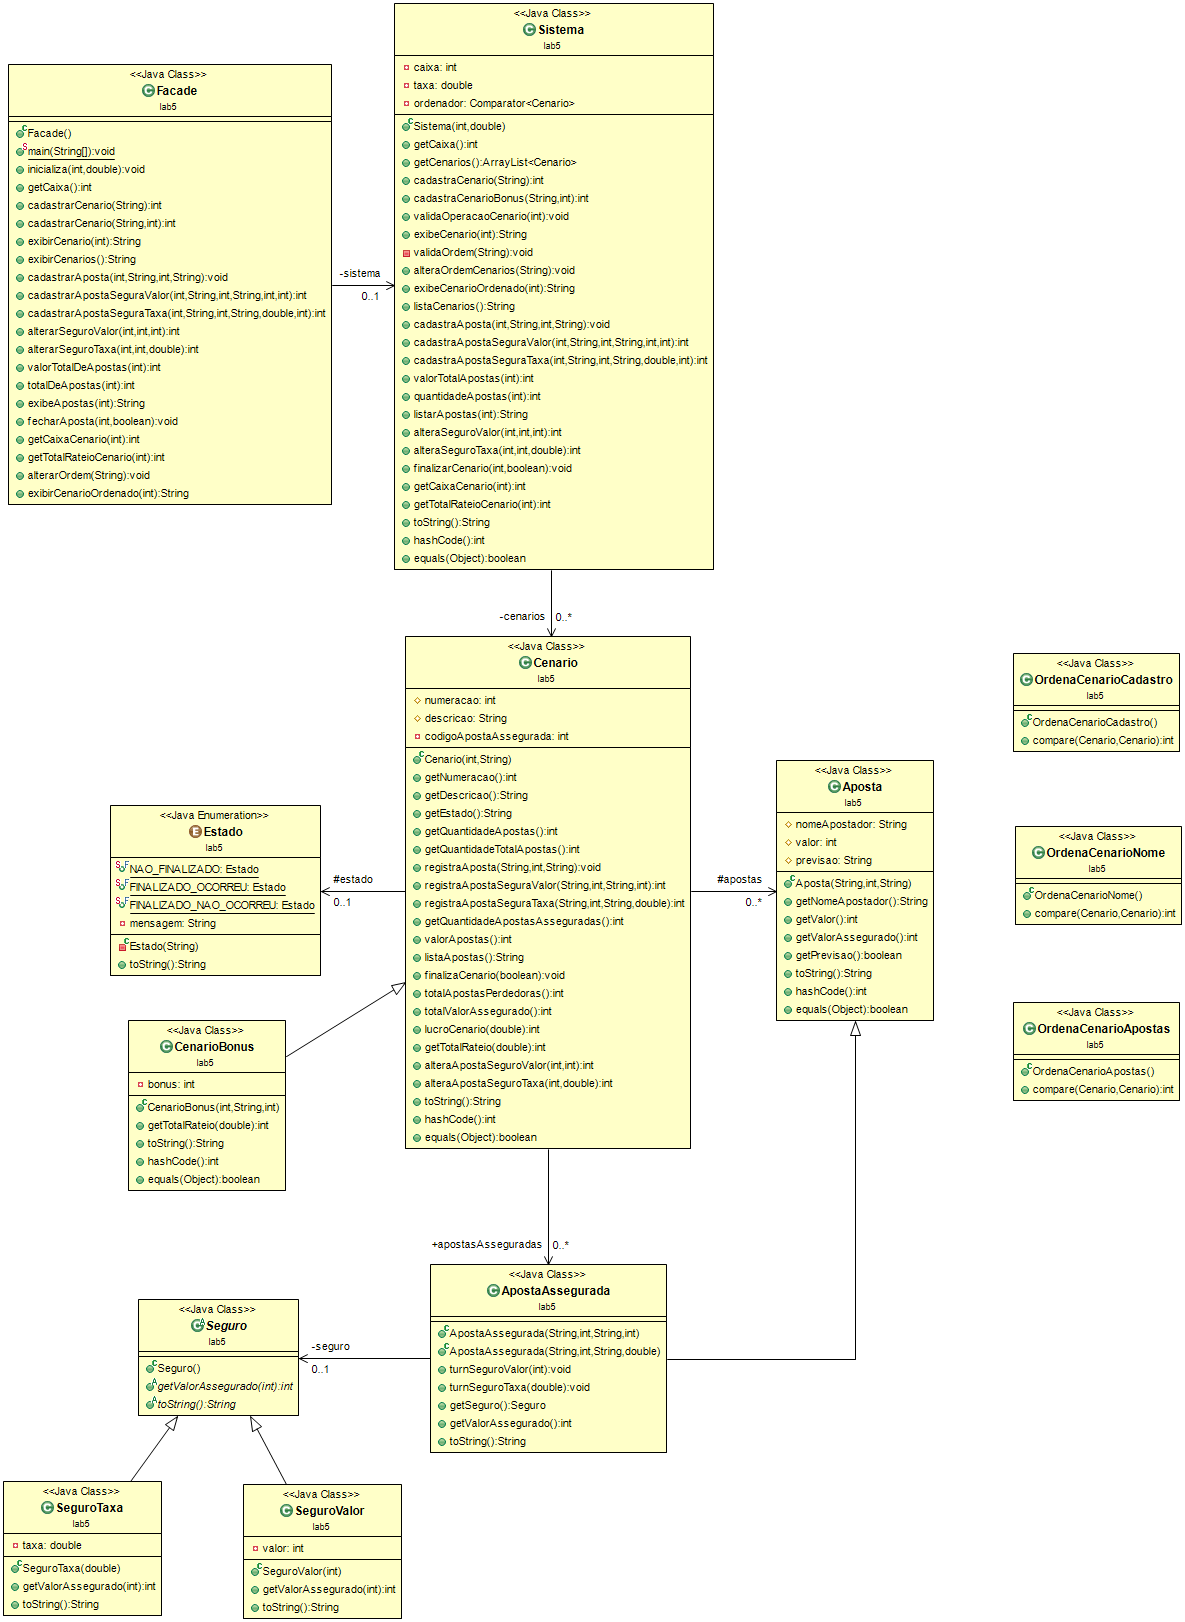 <<Java Class>>
Sistema
lab5
caixa: int
taxa: double
ordenador: Comparator<Cenario>
Sistema(int,double)
getCaixa():int
getCenarios():ArrayList<Cenario>
cadastraCenario(String):int
cadastraCenarioBonus(String,int):int
validaOperacaoCenario(int):void
exibeCenario(int):String
validaOrdem(String):void
alteraOrdemCenarios(String):void
exibeCenarioOrdenado(int):String
listaCenarios():String
cadastraAposta(int,String,int,String):void
cadastraApostaSeguraValor(int,String,int,String,int,int):int
cadastraApostaSeguraTaxa(int,String,int,String,double,int):int
valorTotalApostas(int):int
quantidadeApostas(int):int
listarApostas(int):String
alteraSeguroValor(int,int,int):int
alteraSeguroTaxa(int,int,double):int
finalizarCenario(int,boolean):void
getCaixaCenario(int):int
getTotalRateioCenario(int):int
toString():String
hashCode():int
equals(Object):boolean
<<Java Class>>
Facade
lab5
Facade()
main(String[]):void
inicializa(int,double):void
getCaixa():int
cadastrarCenario(String):int
cadastrarCenario(String,int):int
exibirCenario(int):String
exibirCenarios():String
cadastrarAposta(int,String,int,String):void
cadastrarApostaSeguraValor(int,String,int,String,int,int):int
cadastrarApostaSeguraTaxa(int,String,int,String,double,int):int
alterarSeguroValor(int,int,int):int
alterarSeguroTaxa(int,int,double):int
valorTotalDeApostas(int):int
totalDeApostas(int):int
exibeApostas(int):String
fecharAposta(int,boolean):void
getCaixaCenario(int):int
getTotalRateioCenario(int):int
alterarOrdem(String):void
exibirCenarioOrdenado(int):String
-sistema
0..1
-cenarios
0..*
<<Java Class>>
Cenario
lab5
numeracao: int
descricao: String
codigoApostaAssegurada: int
Cenario(int,String)
getNumeracao():int
getDescricao():String
getEstado():String
getQuantidadeApostas():int
getQuantidadeTotalApostas():int
registraAposta(String,int,String):void
registraApostaSeguraValor(String,int,String,int):int
registraApostaSeguraTaxa(String,int,String,double):int
getQuantidadeApostasAsseguradas():int
valorApostas():int
listaApostas():String
finalizaCenario(boolean):void
totalApostasPerdedoras():int
totalValorAssegurado():int
lucroCenario(double):int
getTotalRateio(double):int
alteraApostaSeguroValor(int,int):int
alteraApostaSeguroTaxa(int,double):int
toString():String
hashCode():int
equals(Object):boolean
<<Java Class>>
OrdenaCenarioCadastro
lab5
OrdenaCenarioCadastro()
compare(Cenario,Cenario):int
<<Java Class>>
Aposta
lab5
nomeApostador: String
valor: int
previsao: String
Aposta(String,int,String)
getNomeApostador():String
getValor():int
getValorAssegurado():int
getPrevisao():boolean
toString():String
hashCode():int
equals(Object):boolean
<<Java Class>>
OrdenaCenarioNome
lab5
OrdenaCenarioNome()
compare(Cenario,Cenario):int
<<Java Enumeration>>
Estado
lab5
NAO_FINALIZADO: Estado
FINALIZADO_OCORREU: Estado
FINALIZADO_NAO_OCORREU: Estado
mensagem: String
Estado(String)
toString():String
#estado
0..1
#apostas
0..*
<<Java Class>>
OrdenaCenarioApostas
lab5
OrdenaCenarioApostas()
compare(Cenario,Cenario):int
<<Java Class>>
CenarioBonus
lab5
bonus: int
CenarioBonus(int,String,int)
getTotalRateio(double):int
toString():String
hashCode():int
equals(Object):boolean
+apostasAsseguradas
0..*
<<Java Class>>
ApostaAssegurada
lab5
ApostaAssegurada(String,int,String,int)
ApostaAssegurada(String,int,String,double)
turnSeguroValor(int):void
turnSeguroTaxa(double):void
getSeguro():Seguro
getValorAssegurado():int
toString():String
<<Java Class>>
Seguro
lab5
Seguro()
getValorAssegurado(int):int
toString():String
-seguro
0..1
<<Java Class>>
SeguroTaxa
lab5
taxa: double
SeguroTaxa(double)
getValorAssegurado(int):int
toString():String
<<Java Class>>
SeguroValor
lab5
valor: int
SeguroValor(int)
getValorAssegurado(int):int
toString():String